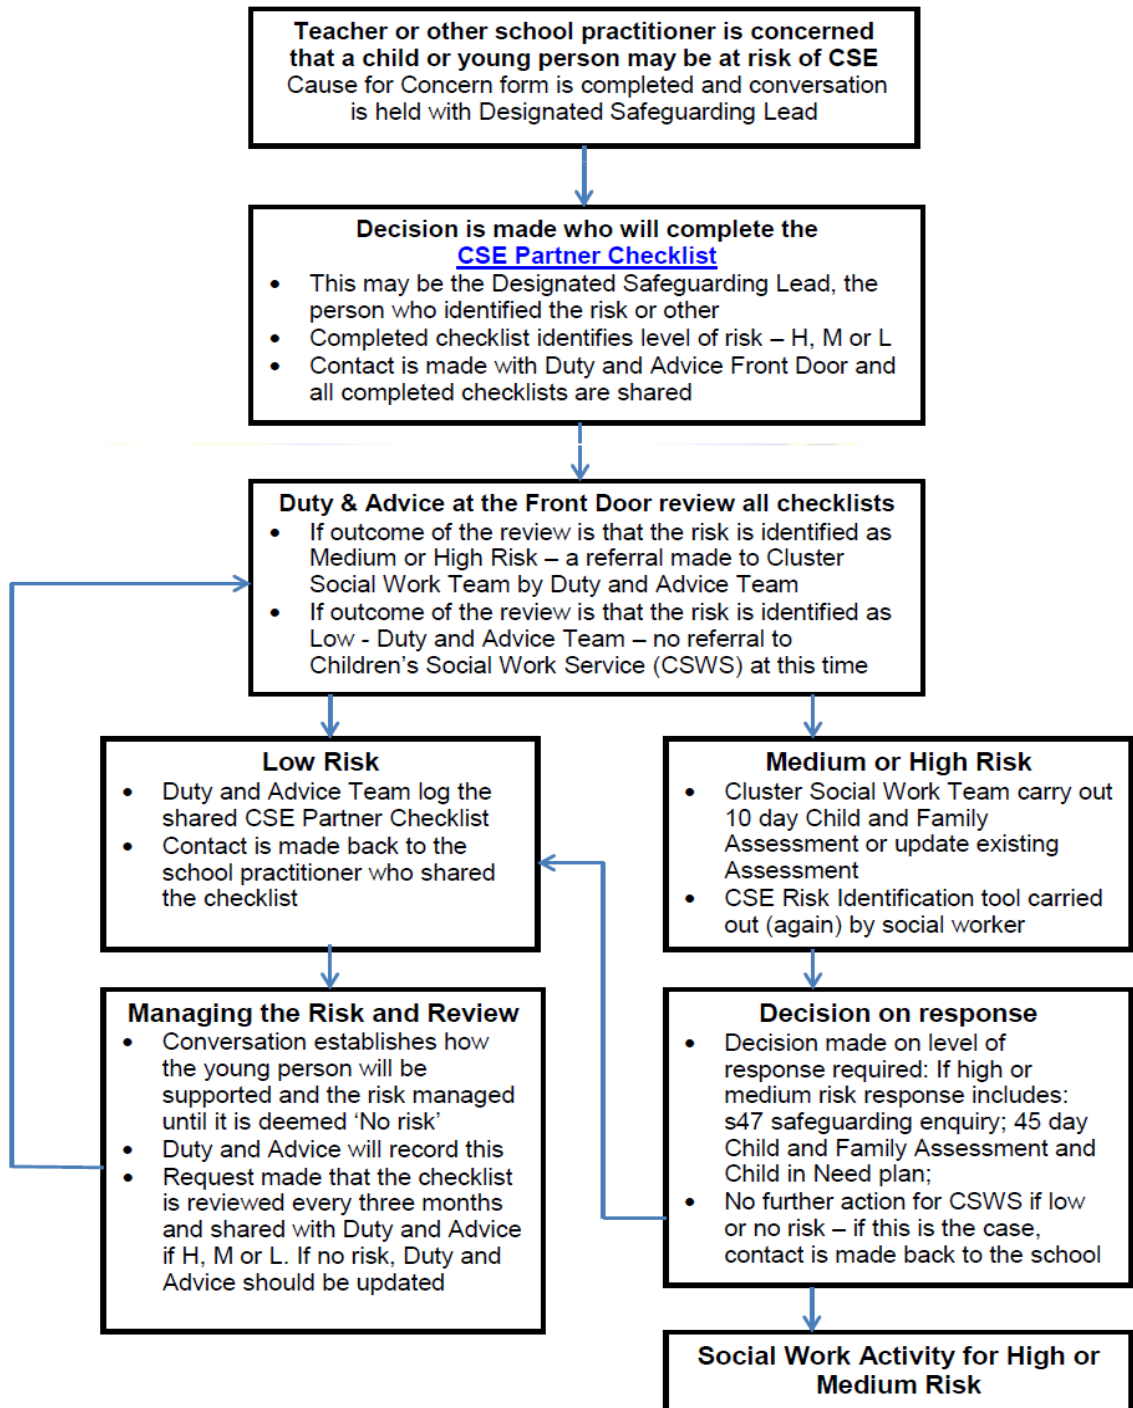 Teacher or other school practitioner is concerned
that a child or young person may be at risk of CSE
Cause for Concern form is completed and conversation
is held with Designated Safeguarding Lead
Decision is made who will complete the
CSE Partner Checklist
• This may be the Designated Safeguarding Lead, the
person who identified the risk or other
• Completed checklist identifies level of risk – H, M or L
• Contact is made with Duty and Advice Front Door and
all completed checklists are shared
Duty & Advice at the Front Door review all checklists
• If outcome of the review is that the risk is identified as
Medium or High Risk – a referral made to Cluster
Social Work Team by Duty and Advice Team
• If outcome of the review is that the risk is identified as
Low - Duty and Advice Team – no referral to
Children's Social Work Service (CSWS) at this time
Low Risk
• Duty and Advice Team log the
shared CSE Partner Checklist
• Contact is made back to the
school practitioner who shared
the checklist
Medium or High Risk
• Cluster Social Work Team carry out
10 day Child and Family
Assessment or update existing
Assessment
• CSE Risk Identification tool carried
out (again) by social worker
Managing the Risk and Review
• Conversation establishes how
the young person will be
supported and the risk managed
until it is deemed 'No risk'
• Duty and Advice will record this
• Request made that the checklist
is reviewed every three months
and shared with Duty and Advice
if H, M or L. If no risk, Duty and
Advice should be updated
Decision on response
• Decision made on level of
response required: If high or
medium risk response includes:
s47 safeguarding enquiry; 45 day
Child and Family Assessment and
Child in Need plan;
• No further action for CSWS if low
or no risk – if this is the case,
contact is made back to the school
Social Work Activity for High or
Medium Risk